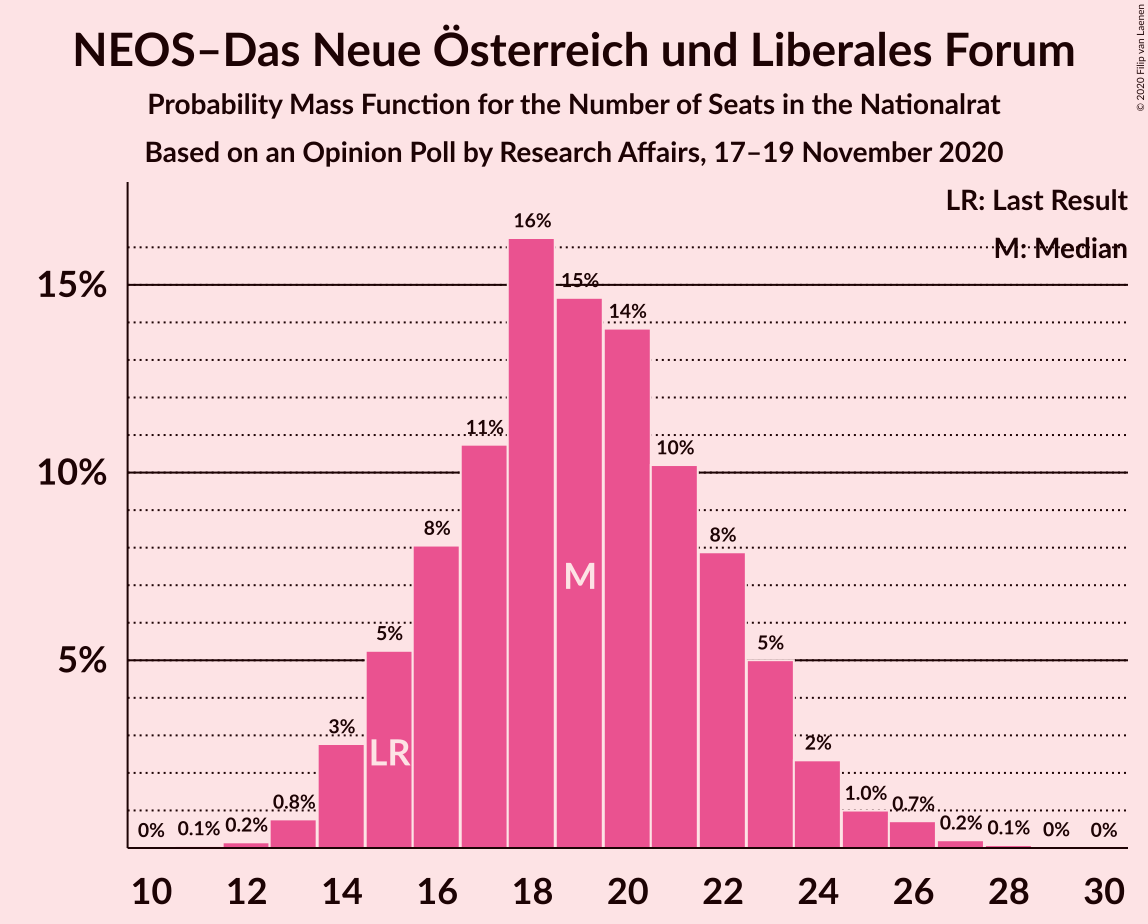 NEOS–Das Neue Österreich und Liberales Forum
Probability Mass Function for the Number of Seats in the Nationalrat
Based on an Opinion Poll by Research Affairs, 17–19 November 2020
© 2020 Filip van Laenen
LR: Last Result
M: Median
15%
10%
5%
0% 0.1% 0.2% 0.8% 3% 5% 8% 11% 16% 15% 14% 10% 8% 5% 2% 1.0% 0.7% 0.2% 0.1% 0% 0%
LR M
10 12 14 16 18 20 22 24 26 28 30